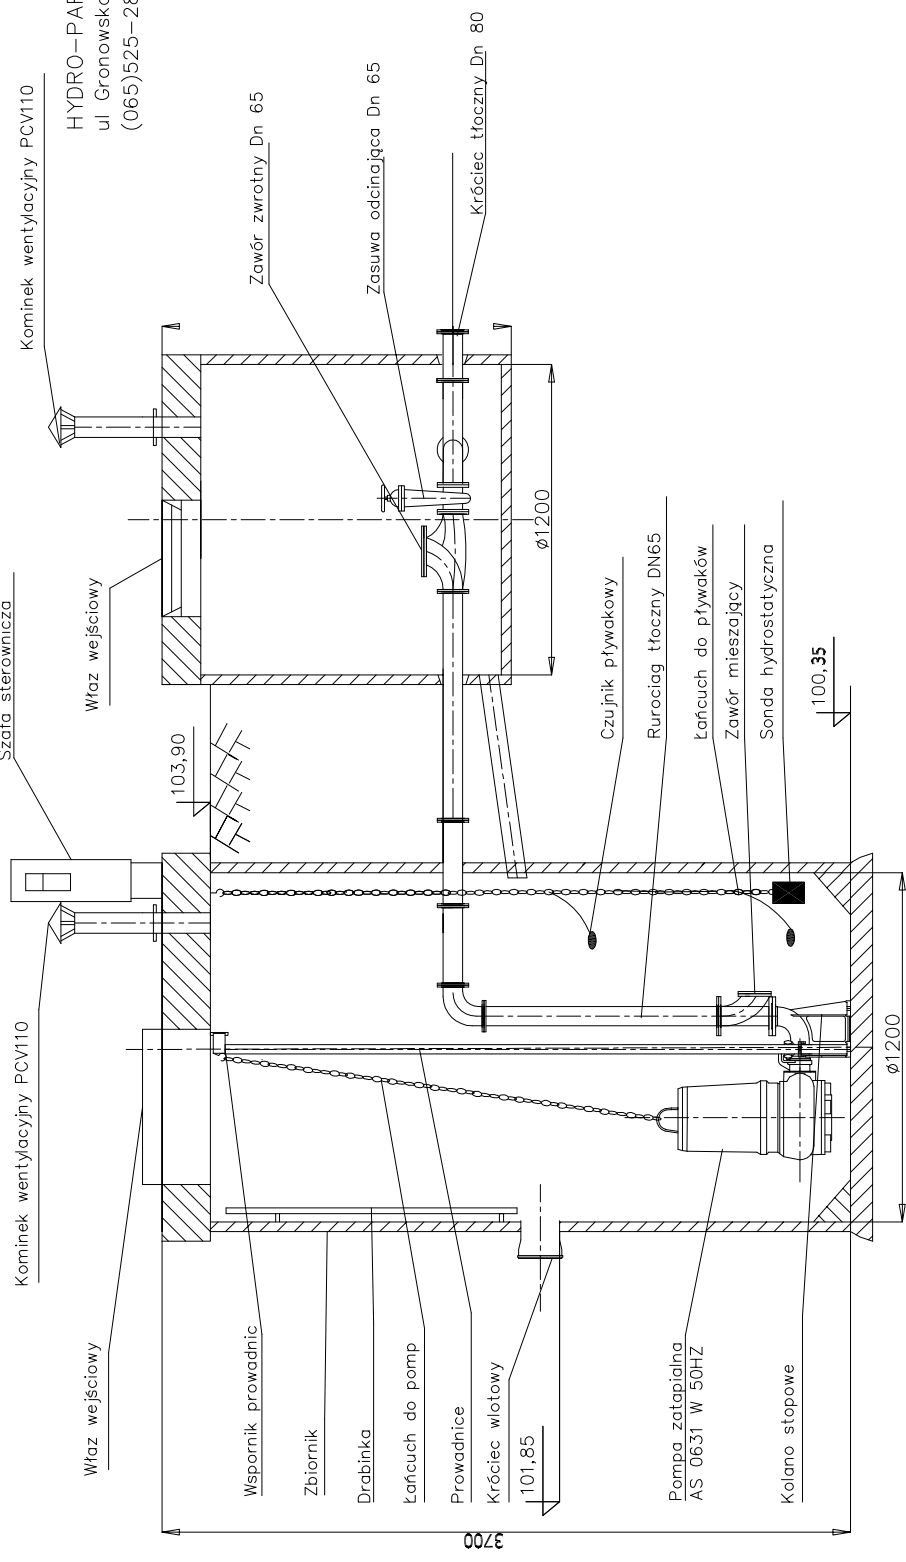 HYDRO-PAR
ul Gronowska
(065)525-28
Kominek wentylacyjny PCV110
Zawór zwrotny Dn 65
Zasuwa odcinająca Dn 65
Króciec tłoczny Dn 80
Szafa sterownicza
Właz wejściowy
103,90
ø1200
Czujnik pływakowy
Rurociąg tłoczny DN65
Łańcuch do pływaków
Zawór mieszający
Sonda hydrostatyczna
100,35
Kominek wentylacyjny PCV110
Właz wejściowy
Wspornik prowadnic
Zbiornik
Drabinka
Łańcuch do pomp
Prowadnice
Króciec wlotowy
101,85
Pompa zatapialna
AS 0631 W 50HZ
Kolano stopowe
ø1200
3700